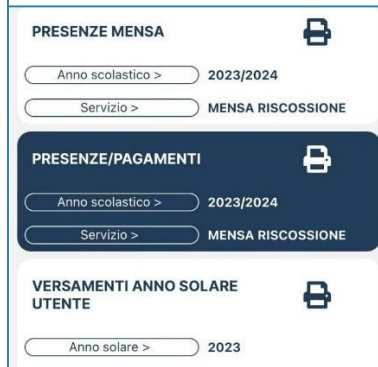 PRESENZE MENSA
Anno scolastico > 2023/2024
Servizio > MENSA RISCOSSIONE
PRESENZE/PAGAMENTI
Anno scolastico > 2023/2024
Servizio > MENSA RISCOSSIONE
VERSAMENTI ANNO SOLARE
UTENTE
Anno solare > 2023